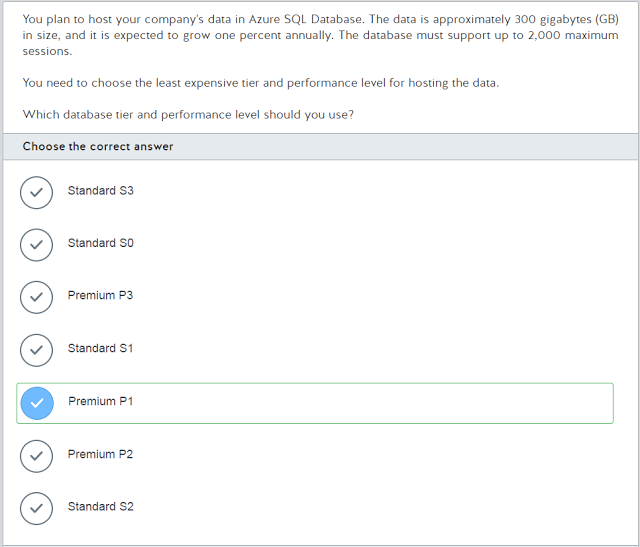 You plan to host your company's data in Azure SQL Database. The data is approximately 300 gigabytes (GB)
in size, and it is expected to grow one percent annually. The database must support up to 2,000 maximum
sessions.
You need to choose the least expensive tier and performance level for hosting the data.
Which database tier and performance level should you use?
Choose the correct answer
Standard S3
Standard S0
Premium P3
Standard S1
Premium P1
Premium P2
Standard S2